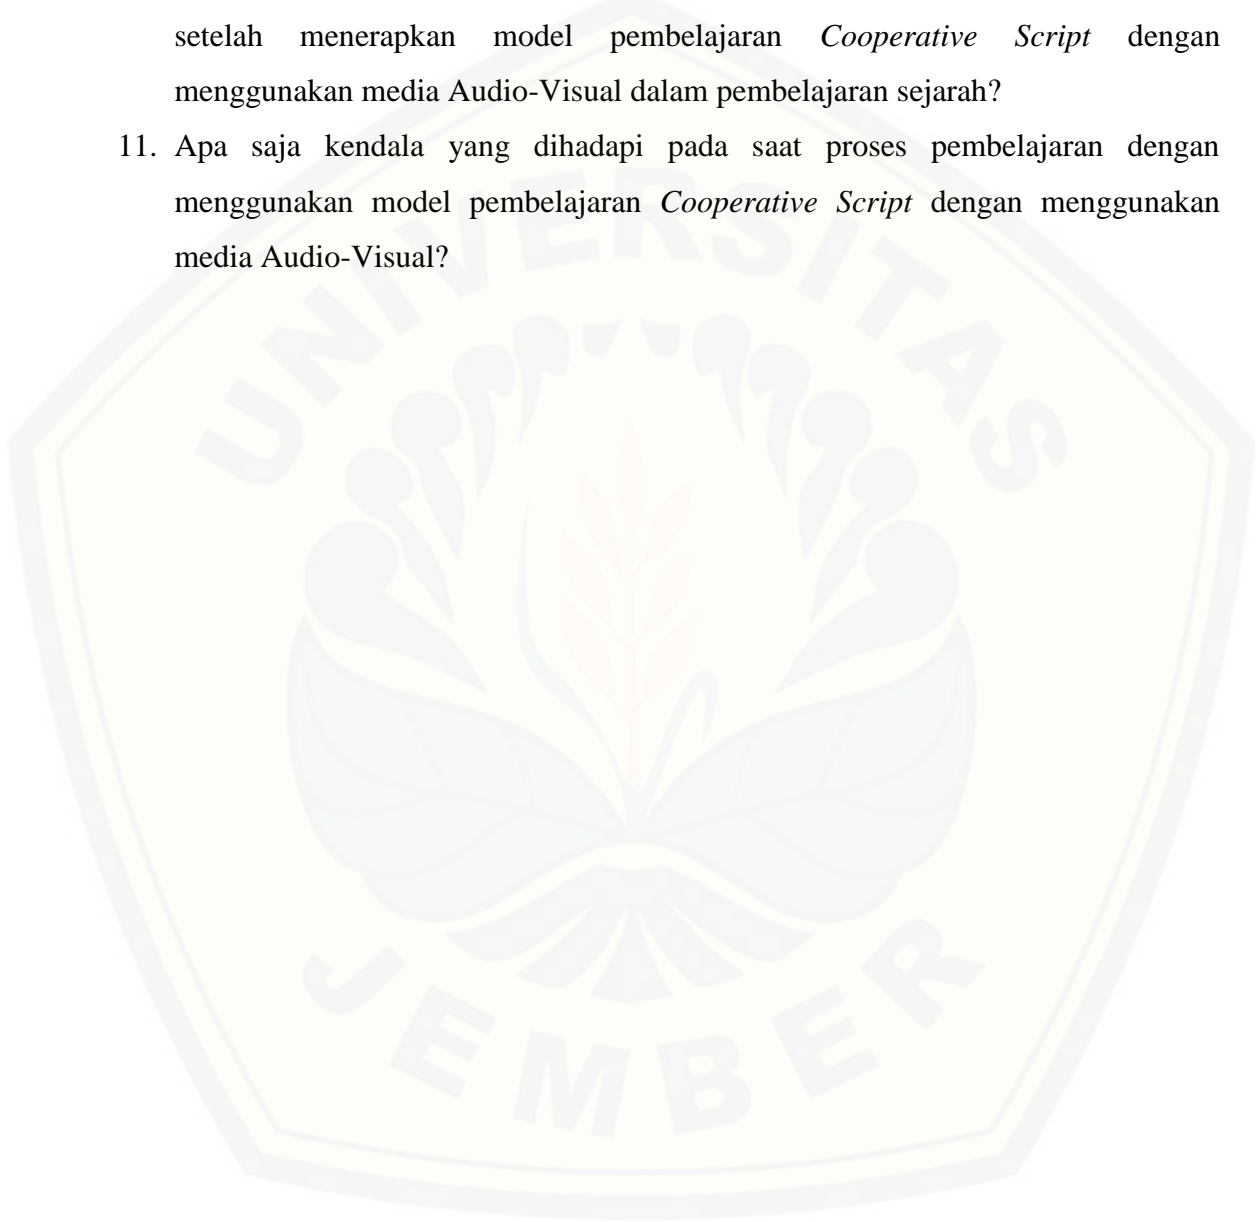 setelah menerapkan model pembelajaran Cooperative Script dengan
menggunakan media Audio-Visual dalam pembelajaran sejarah?
11. Apa saja kendala yang dihadapi pada saat proses pembelajaran dengan
menggunakan model pembelajaran Cooperative Script dengan menggunakan
media Audio-Visual?
UNIVERSITAS
JEMBER